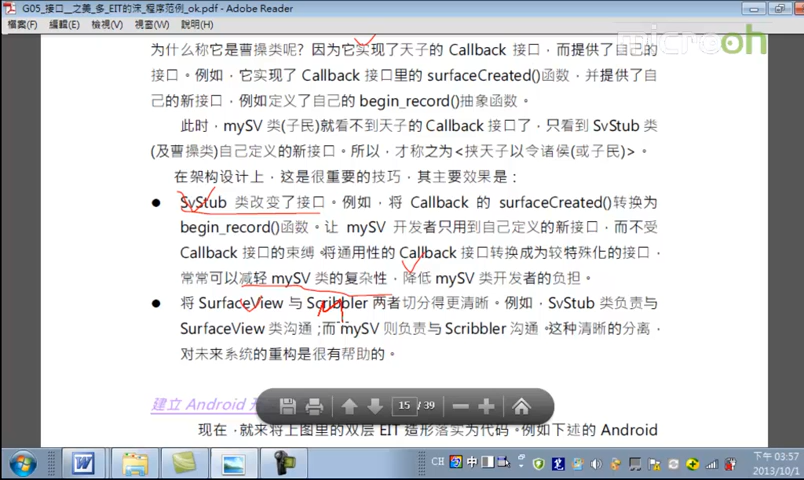 G05_接口__之美_多_EIT的床_程序范例_ok.pdf - Adobe Reader
檔案(F) 編輯(E) 檢視(V) 視窗(W) 說明(H)
microoh
为什么称它是曹操类呢? 因为它实现了天子的 Callback 接口，而提供了自己的
接口。例如，它实现了 Callback 接口里的 surfaceCreated()函数，并提供了自
己的新接口，例如定义了自己的 begin_record()抽象函数。
此时，mySV 类(子民)就看不到天子的 Callback 接口了，只看到 SvStub 类
(及曹操类)自己定义的新接口。所以，才称之为<挟天子以令诸侯(或子民)>。
在架构设计上，这是很重要的技巧，其主要效果是：
● SvStub 类改变了接口。例如，将 Callback 的 surfaceCreated()转换为
begin_record()函数。让 mySV 开发者只用到自己定义的新接口，而不受
Callback 接口的束缚。将通用性的 Callback 接口转换成为较特殊化的接口，
常常可以减轻 mySV 类的复杂性，降低 mySV 类开发者的负担。
● 将 SurfaceView 与 Scribbler 两者切分得更清晰。例如，SvStub 类负责与
SurfaceView 类沟通；而 mySV 则负责与 Scribbler 沟通。这种清晰的分离，
对未来系统的重构是很有帮助的。
建立 Android 开
15 / 39
现在，就来将上图里的双层 EIT 造形落实为代码。例如下述的 Android
CH 中
下午 03:57
2013/10/1